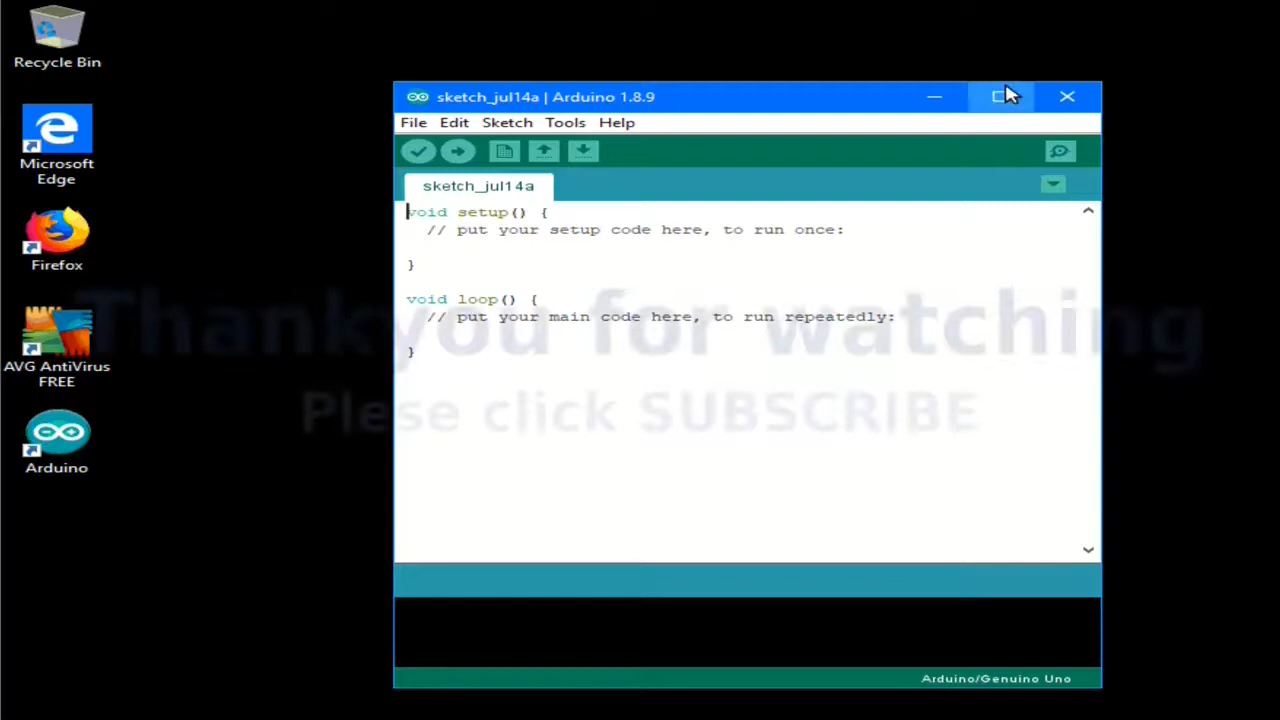 Recycle Bin
Microsoft
Edge
Firefox
AVG AntiVirus
FREE
Arduino
sketch_jul14a | Arduino 1.8.9
File Edit Sketch Tools Help
sketch_jul14a
void setup() {
// put your setup code here, to run once:
}
void loop() {
// put your main code here, to run repeatedly:
}
Thankyou for watching
Plese click SUBSCRIBE
Arduino/Genuino Uno